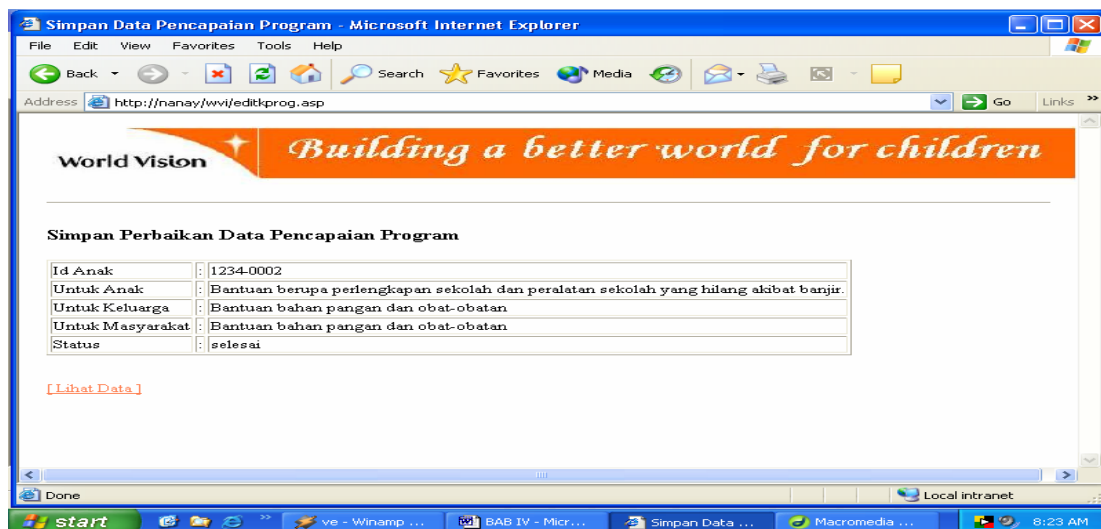 Simpan Data Pencapaian Program - Microsoft Internet Explorer
File Edit View Favorites Tools Help
Back Search Favorites Media
Address http://nanay/wvi/editkprog.asp Go Links »
World Vision Building a better world for children
Simpan Perbaikan Data Pencapaian Program
Id Anak : 1234-0002
Untuk Anak : Bantuan berupa perlengkapan sekolah dan peralatan sekolah yang hilang akibat banjir.
Untuk Keluarga : Bantuan bahan pangan dan obat-obatan
Untuk Masyarakat : Bantuan bahan pangan dan obat-obatan
Status : selesai
[ Lihat Data ]
Done Local intranet
start » ve - Winamp ... BAB IV - Micr... Simpan Data ... Macromedia ... 8:23 AM